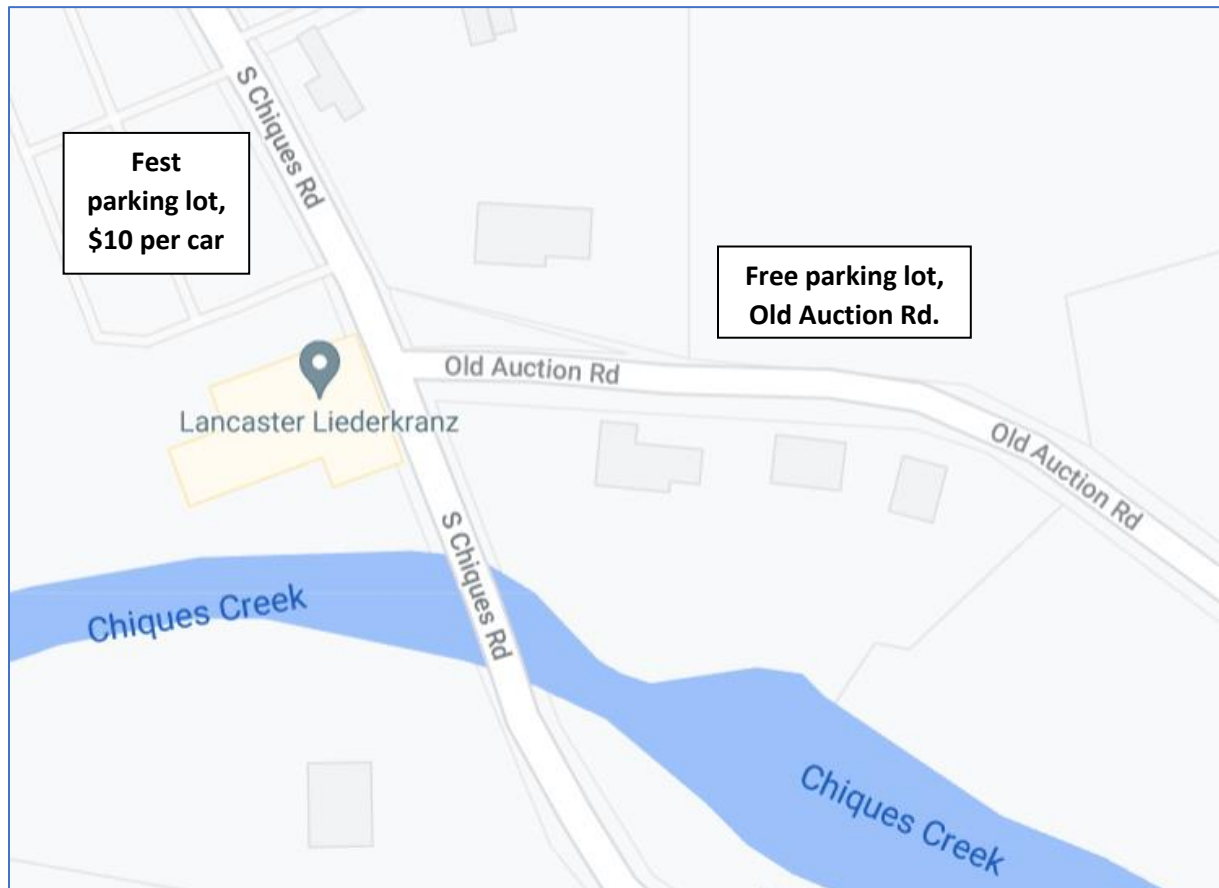 S Chiques Rd
Fest
parking lot,
$10 per car
Free parking lot,
Old Auction Rd.
Old Auction Rd
Lancaster Liederkranz
Old Auction Rd
S Chiques Rd
Chiques Creek
Chiques Creek